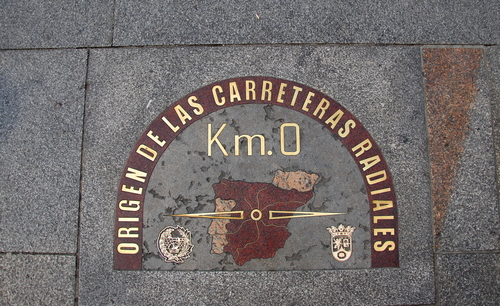 ORIGEN DE LAS CARRETERAS RADIALES
Km.0